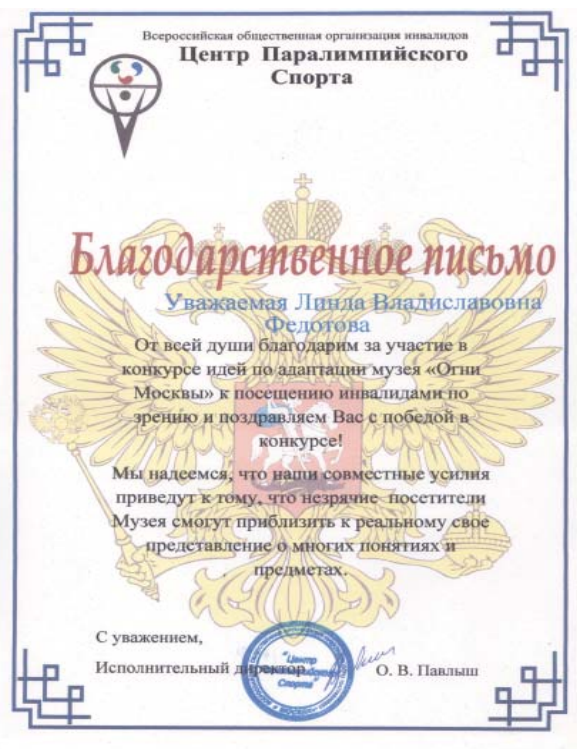 Всероссийская общественная организация инвалидов
Центр Паралимпийского
Спорта
Благодарственное письмо
Уважаемая Линда Владиславовна
Федотова
От всей души благодарим за участие в
конкурсе идей по адаптации музея «Огни
Москвы» к посещению инвалидами по
зрению и поздравляем Вас с победой в
конкурсе!
Мы надеемся, что наши совместные усилия
приведут к тому, что незрячие посетители
Музея смогут приблизить к реальному свое
представление о многих понятиях и
предметах.
С уважением,
Исполнительный директор
О. В. Павлыш
"Центр
Спорта"